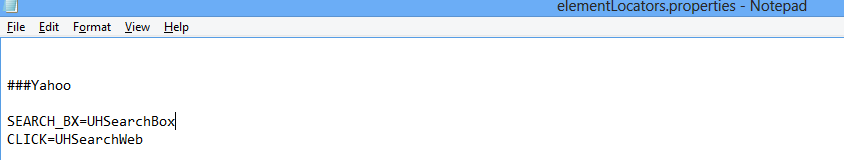 elementLocators.properties - Notepad
File Edit Format View Help
###Yahoo
SEARCH_BX=UHSearchBox
CLICK=UHSearchWeb